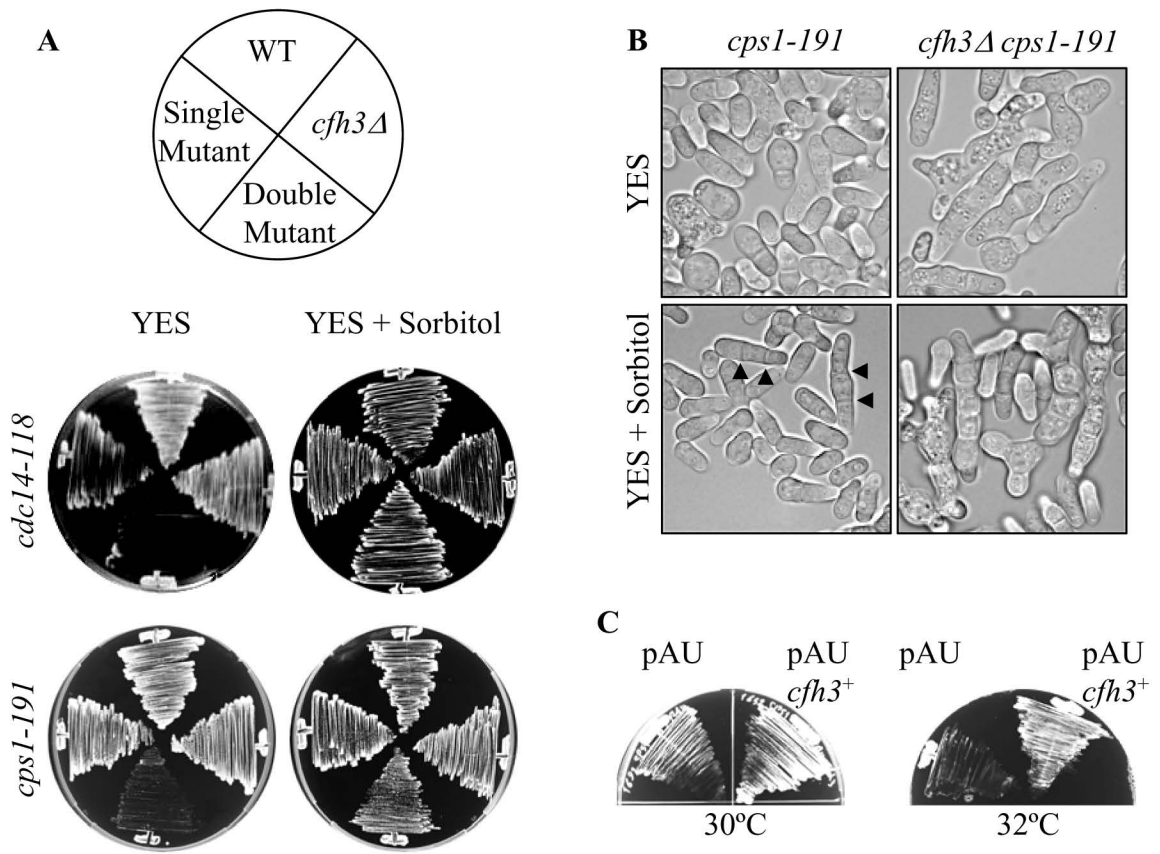 A
WT
Single
Mutant
cfh3Δ
Double
Mutant
YES
YES + Sorbitol
cdc14-118
cps1-191
B
cps1-191
cfh3Δ cps1-191
YES
YES + Sorbitol
C
pAU
pAU
cfh3⁺
pAU
pAU
cfh3⁺
30ºC
32ºC